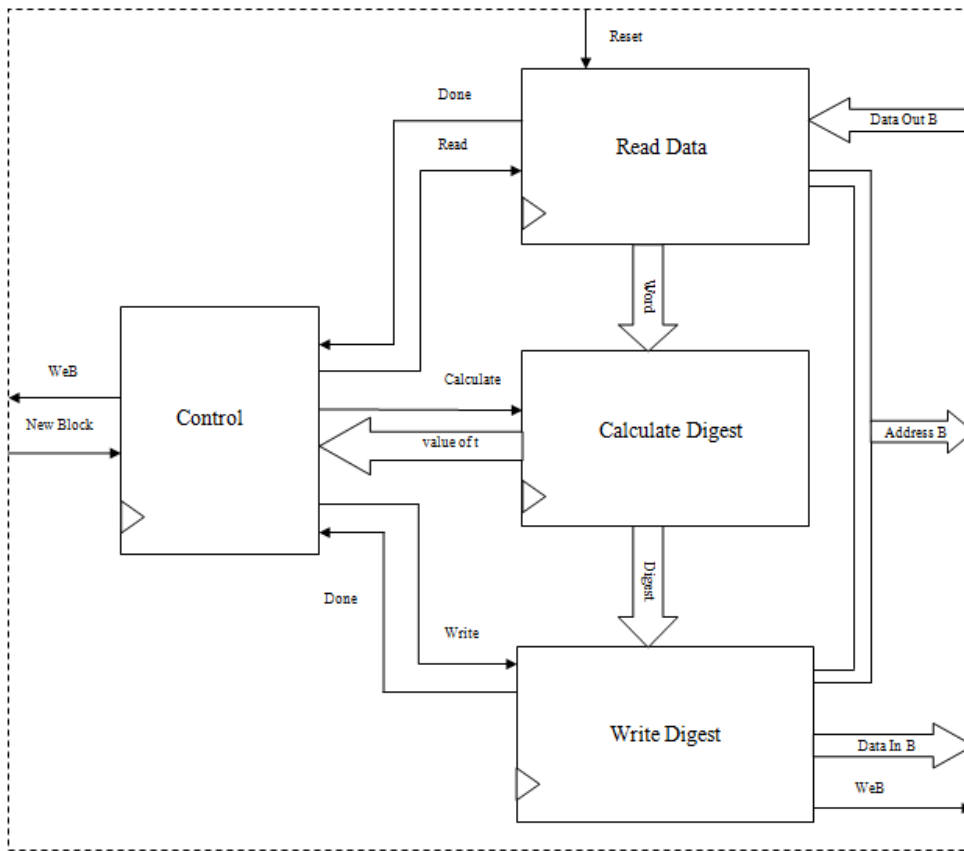 Reset
Done
Data Out B
Read
Read Data
Word
WeB
Calculate
Control
New Block
value of t
Calculate Digest
Address B
Digest
Done
Write
Write Digest
Data In B
WeB